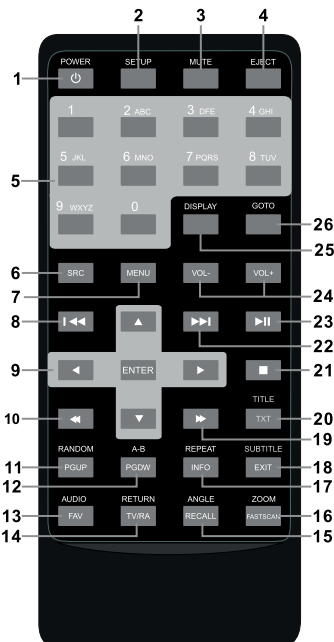 2 3 4
POWER SETUP MUTE EJECT
1
1 2 ABC 3 DFE 4 GHI
5 JKL 6 MNO 7 PQRS 8 TUV
5
9 WXYZ 0 DISPLAY GOTO
26
25
6 SRC MENU VOL- VOL+
7 24
8 23
22
9 ENTER 21
TITLE
10 TXT 20
19
RANDOM A-B REPEAT SUBTITLE
11 PGUP PGDW INFO EXIT 18
12 17
AUDIO RETURN ANGLE ZOOM
13 FAV TV/RA RECALL FASTSCAN 16
14 15